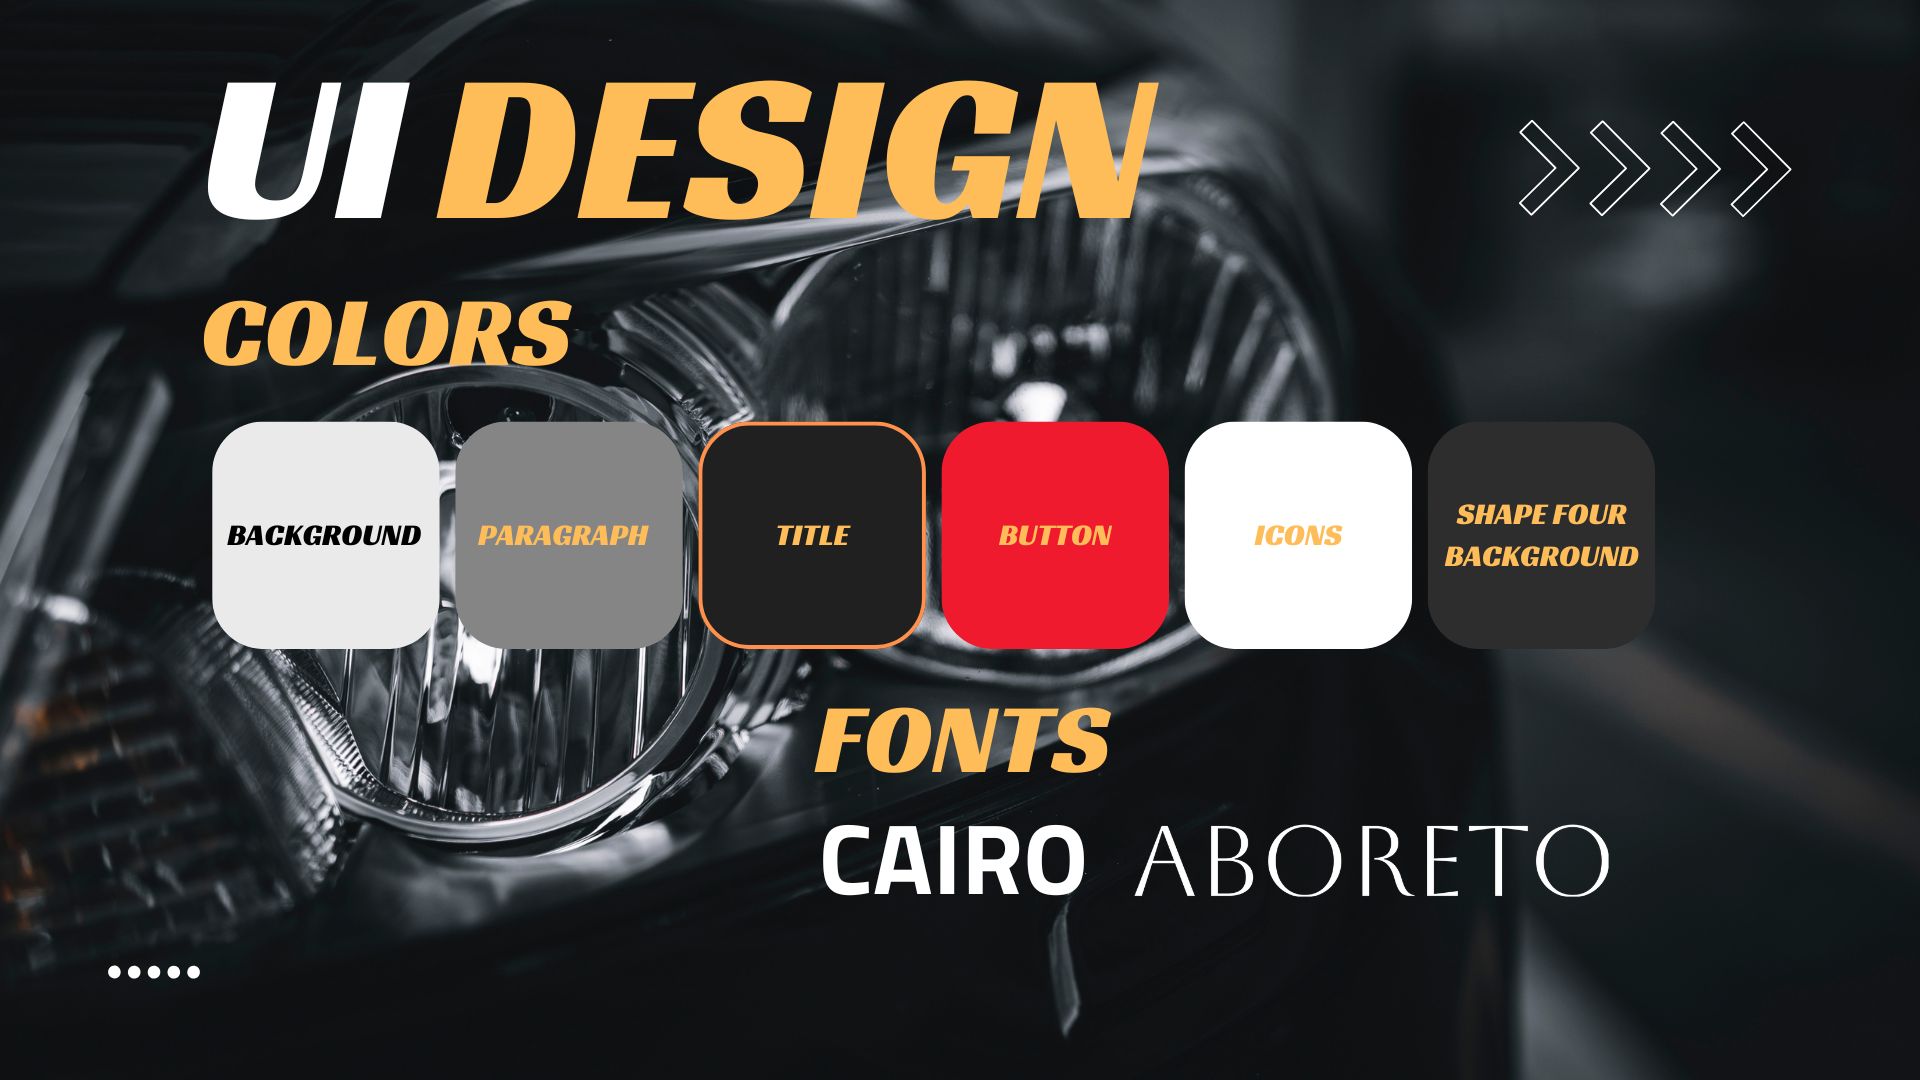 UI DESIGN
COLORS
BACKGROUND
PARAGRAPH
TITLE
BUTTON
ICONS
SHAPE FOUR
BACKGROUND
FONTS
CAIRO
ABORETO